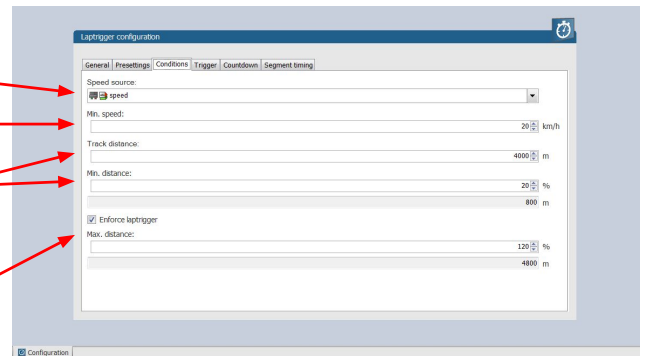 Laptrigger configuration
General Presettings Conditions Trigger Countdown Segment timing
Speed source:
speed
Min. speed:
20 km/h
Track distance:
4000 m
Min. distance:
20 %
800 m
Enforce laptrigger
Max. distance:
120 %
4800 m
Configuration